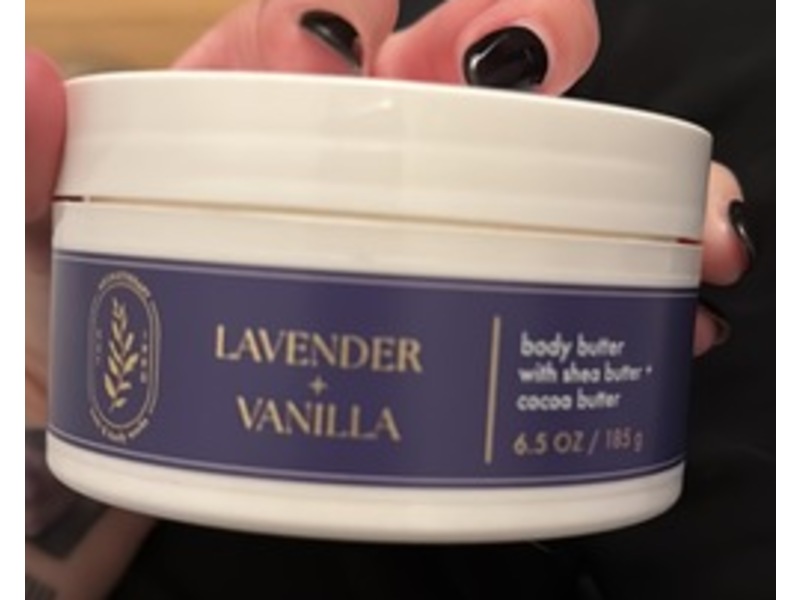 LAVENDER
+
VANILLA
body butter
with shea butter +
cocoa butter
6.5 OZ / 185 g